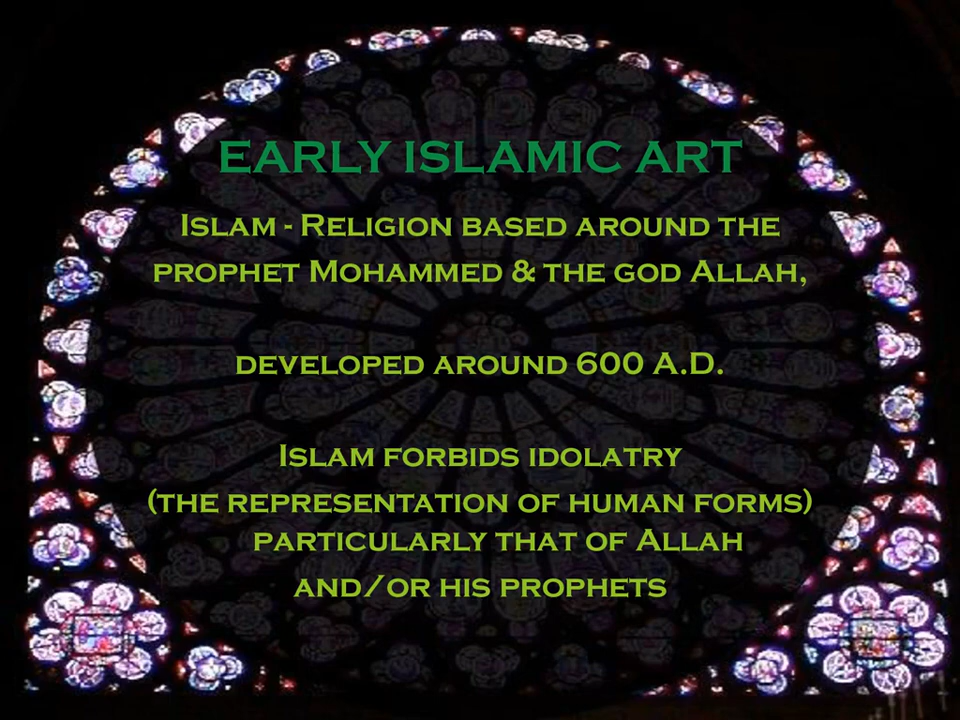 EARLY ISLAMIC ART
ISLAM - RELIGION BASED AROUND THE
PROPHET MOHAMMED & THE GOD ALLAH,
DEVELOPED AROUND 600 A.D.
ISLAM FORBIDS IDOLATRY
(THE REPRESENTATION OF HUMAN FORMS)
PARTICULARLY THAT OF ALLAH
AND/OR HIS PROPHETS